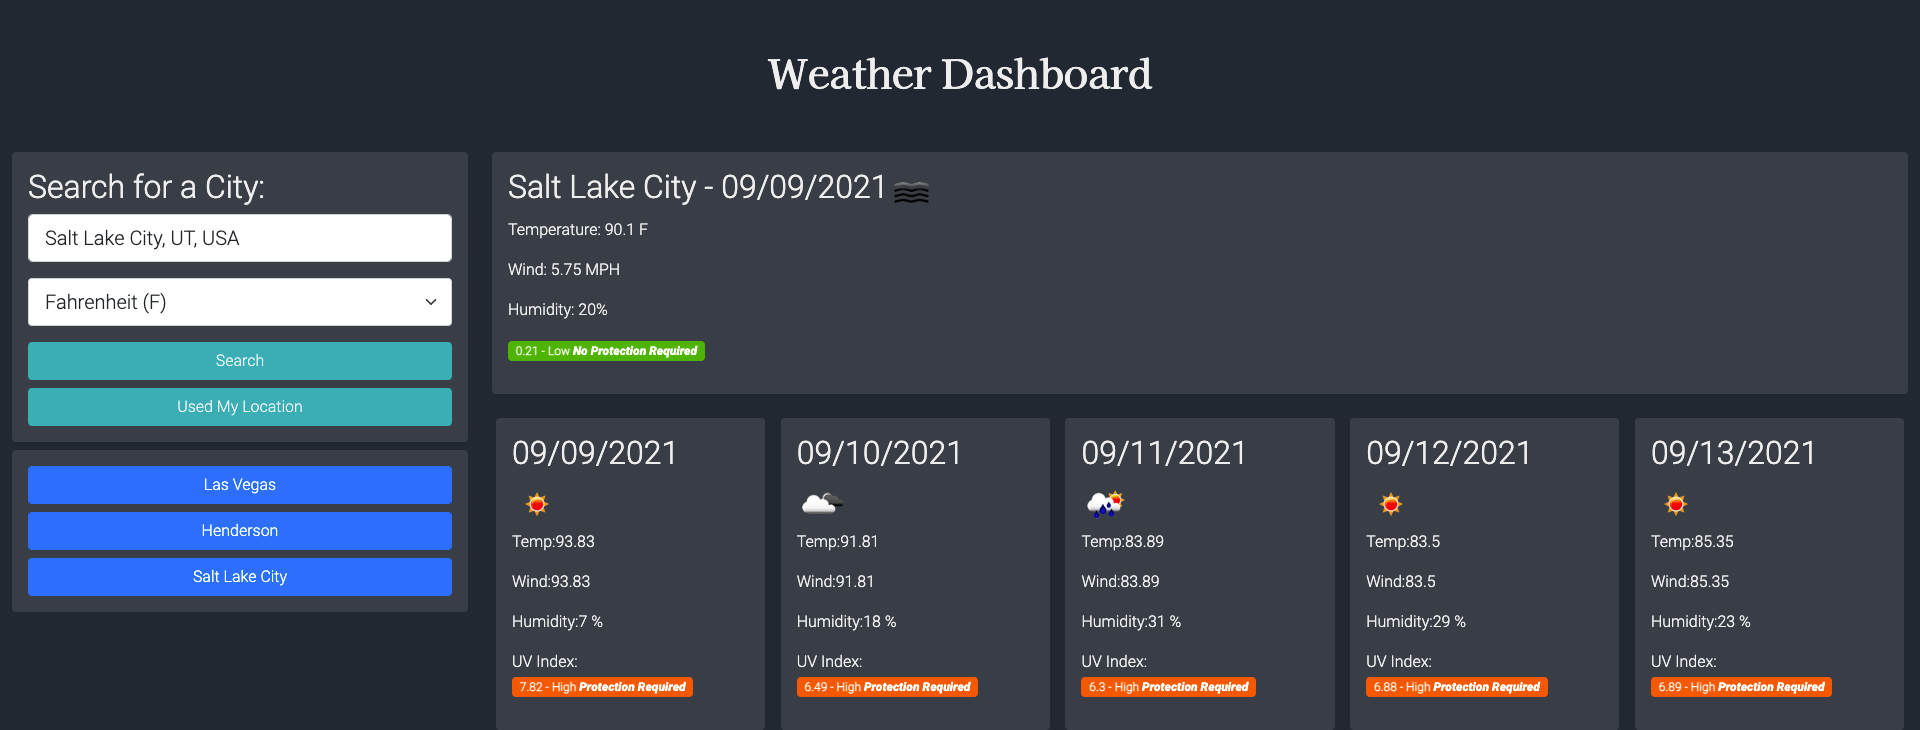 Weather Dashboard
Search for a City:
Salt Lake City, UT, USA
Fahrenheit (F)
Search
Used My Location
Las Vegas
Henderson
Salt Lake City
Salt Lake City - 09/09/2021
Temperature: 90.1 F
Wind: 5.75 MPH
Humidity: 20%
0.21 - Low No Protection Required
09/09/2021
Temp:93.83
Wind:93.83
Humidity:7 %
UV Index:
7.82 - High Protection Required
09/10/2021
Temp:91.81
Wind:91.81
Humidity:18 %
UV Index:
6.49 - High Protection Required
09/11/2021
Temp:83.89
Wind:83.89
Humidity:31 %
UV Index:
6.3 - High Protection Required
09/12/2021
Temp:83.5
Wind:83.5
Humidity:29 %
UV Index:
6.88 - High Protection Required
09/13/2021
Temp:85.35
Wind:85.35
Humidity:23 %
UV Index:
6.89 - High Protection Required